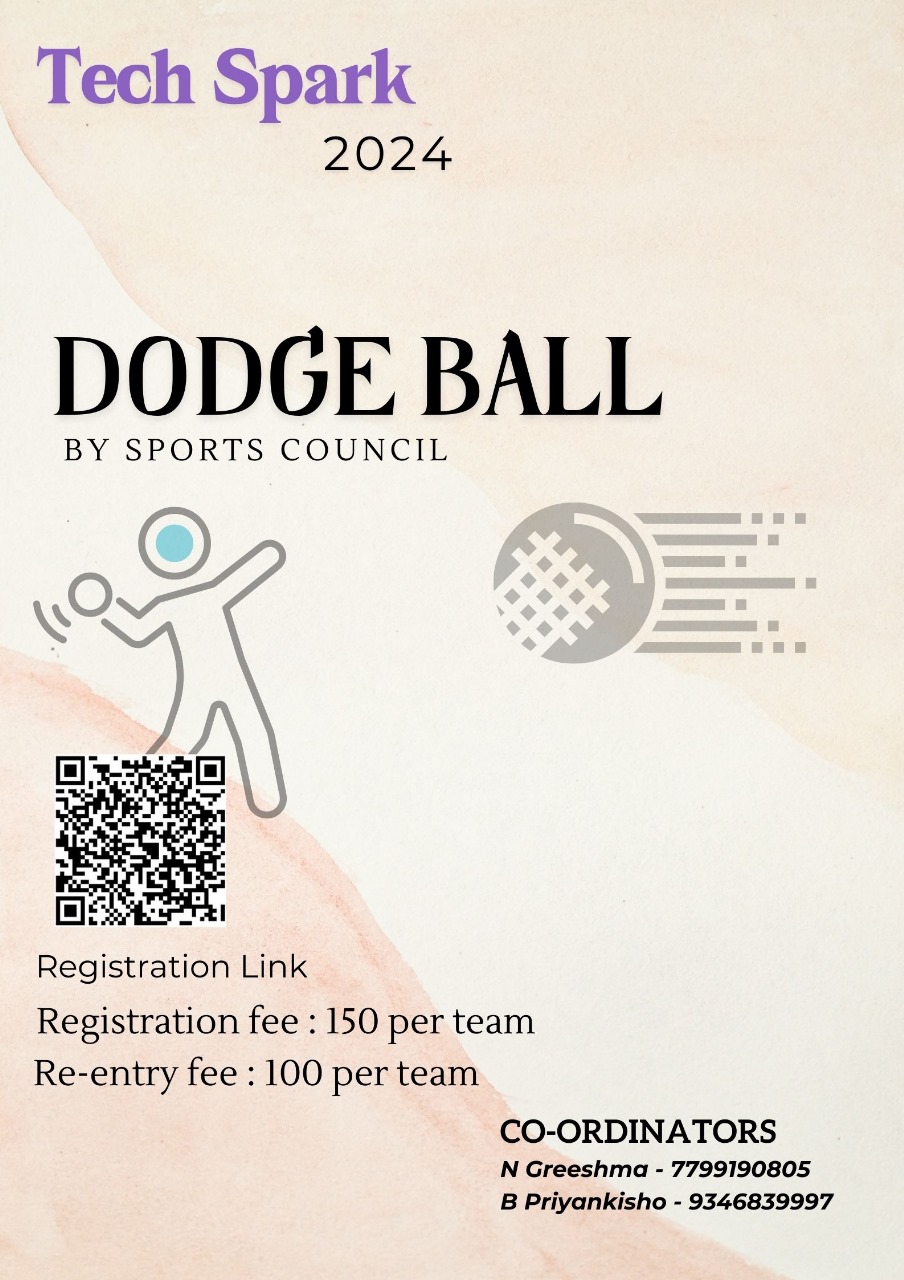 Tech Spark
2024
DODGE BALL
BY SPORTS COUNCIL
Registration Link
Registration fee : 150 per team
Re-entry fee : 100 per team
CO-ORDINATORS
N Greeshma - 7799190805
B Priyankisho - 9346839997